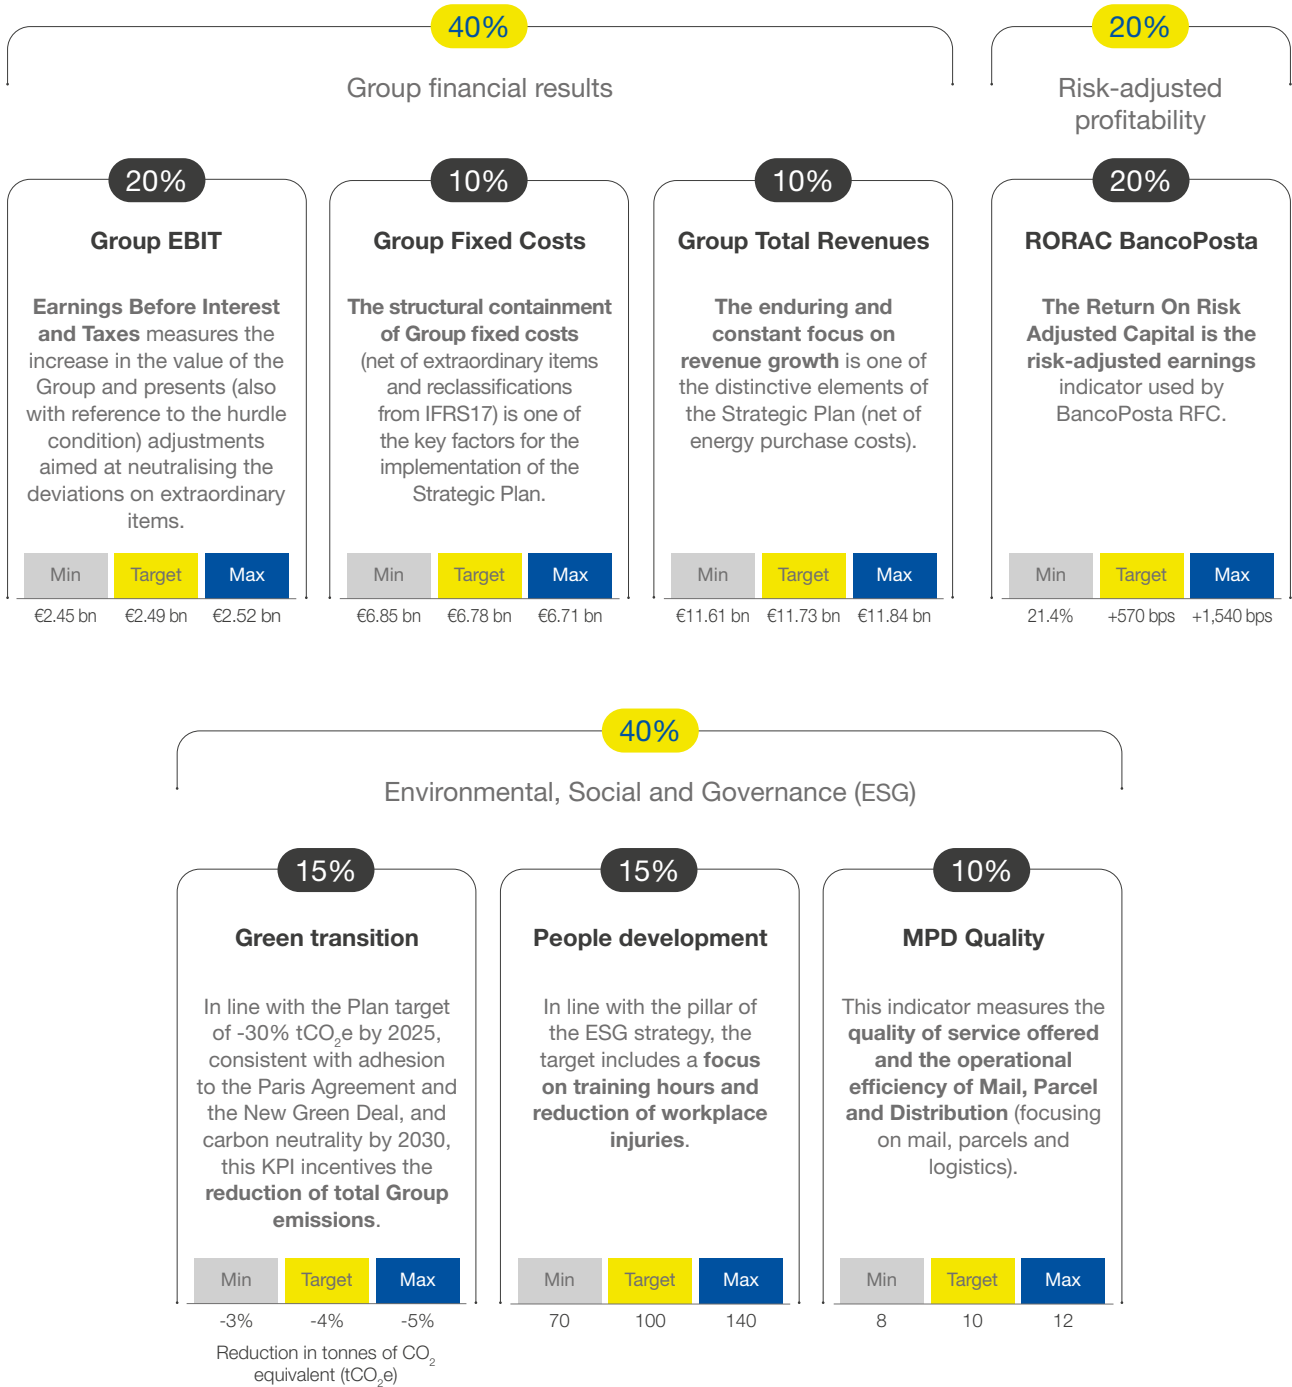 40%
Group financial results
20%
Risk-adjusted
profitability
20%
Group EBIT
Earnings Before Interest
and Taxes measures the
increase in the value of the
Group and presents (also
with reference to the hurdle
condition) adjustments
aimed at neutralising the
deviations on extraordinary
items.
Min Target Max
€2.45 bn €2.49 bn €2.52 bn
10%
Group Fixed Costs
The structural containment
of Group fixed costs
(net of extraordinary items
and reclassifications
from IFRS17) is one of
the key factors for the
implementation of the
Strategic Plan.
Min Target Max
€6.85 bn €6.78 bn €6.71 bn
10%
Group Total Revenues
The enduring and
constant focus on
revenue growth is one of
the distinctive elements of
the Strategic Plan (net of
energy purchase costs).
Min Target Max
€11.61 bn €11.73 bn €11.84 bn
20%
RORAC BancoPosta
The Return On Risk
Adjusted Capital is the
risk-adjusted earnings
indicator used by
BancoPosta RFC.
Min Target Max
21.4% +570 bps +1,540 bps
40%
Environmental, Social and Governance (ESG)
15%
Green transition
In line with the Plan target
of -30% tCO2e by 2025,
consistent with adhesion
to the Paris Agreement and
the New Green Deal, and
carbon neutrality by 2030,
this KPI incentives the
reduction of total Group
emissions.
Min Target Max
-3% -4% -5%
Reduction in tonnes of CO2
equivalent (tCO2e)
15%
People development
In line with the pillar of
the ESG strategy, the
target includes a focus
on training hours and
reduction of workplace
injuries.
Min Target Max
70 100 140
10%
MPD Quality
This indicator measures the
quality of service offered
and the operational
efficiency of Mail, Parcel
and Distribution (focusing
on mail, parcels and
logistics).
Min Target Max
8 10 12